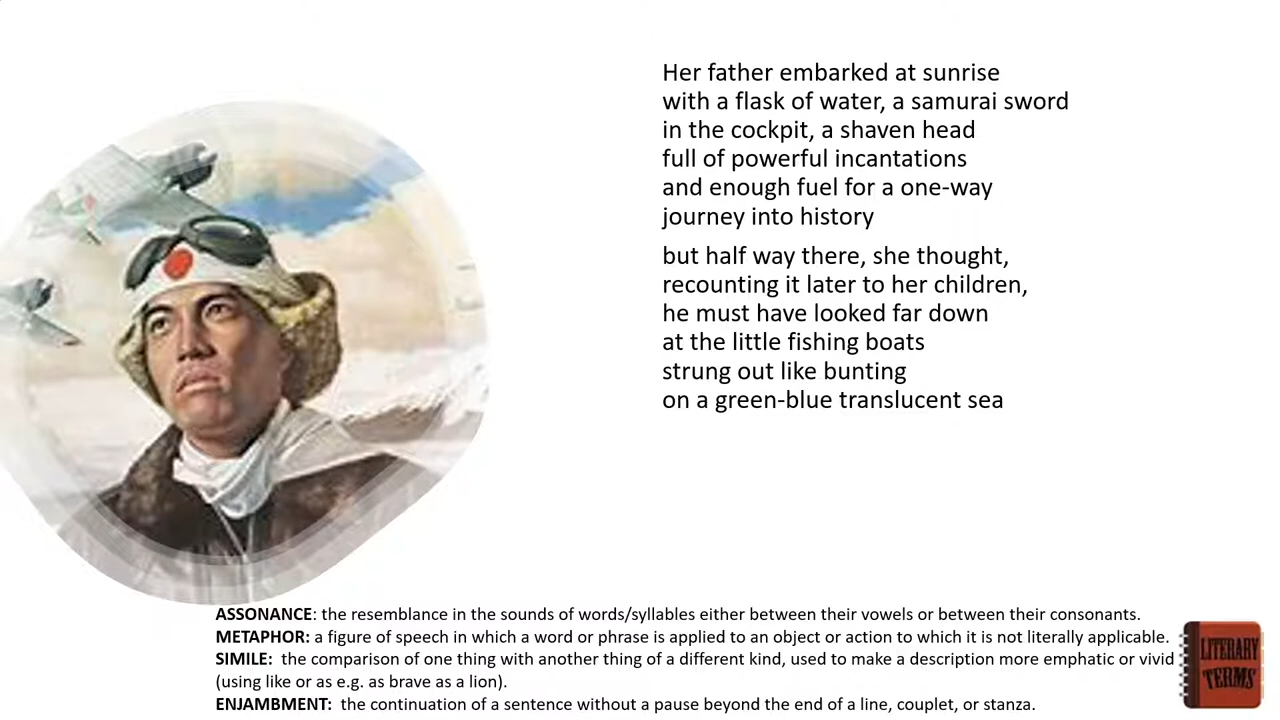 Her father embarked at sunrise
with a flask of water, a samurai sword
in the cockpit, a shaven head
full of powerful incantations
and enough fuel for a one-way
journey into history
but half way there, she thought,
recounting it later to her children,
he must have looked far down
at the little fishing boats
strung out like bunting
on a green-blue translucent sea
ASSONANCE: the resemblance in the sounds of words/syllables either between their vowels or between their consonants.
METAPHOR: a figure of speech in which a word or phrase is applied to an object or action to which it is not literally applicable.
SIMILE: the comparison of one thing with another thing of a different kind, used to make a description more emphatic or vivid
(using like or as e.g. as brave as a lion).
ENJAMBMENT: the continuation of a sentence without a pause beyond the end of a line, couplet, or stanza.
LITERARY
TERMS